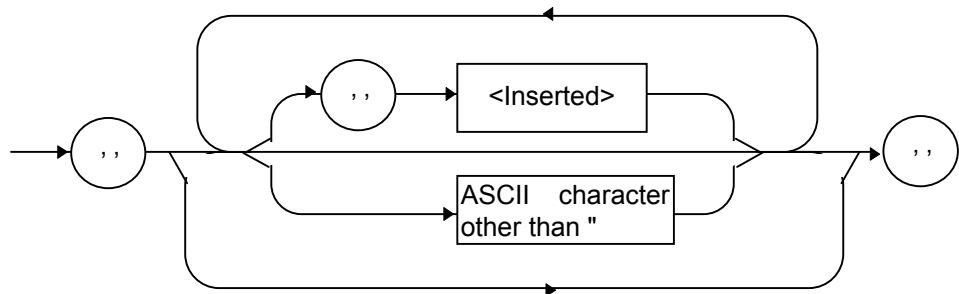 , ,
<Inserted>
, ,
, ,
ASCII character
other than "